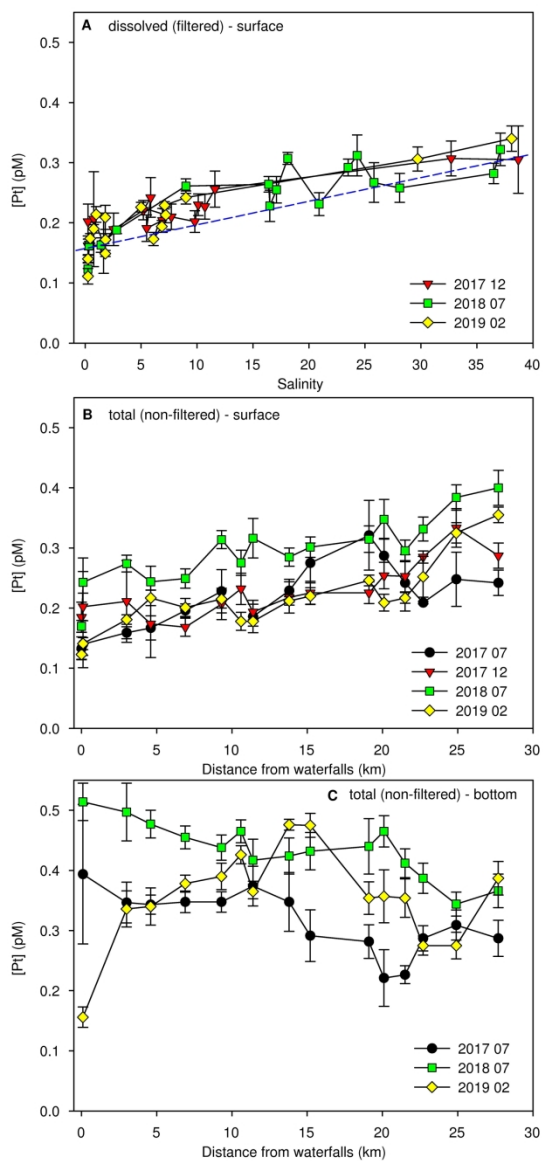 A dissolved (filtered) - surface
0.5
0.4
0.3
0.2
0.1
0.0
[Pt] (pM)
2017 12
2018 07
2019 02
0 5 10 15 20 25 30 35 40
Salinity
B total (non-filtered) - surface
0.5
0.4
0.3
0.2
0.1
0.0
[Pt] (pM)
2017 07
2017 12
2018 07
2019 02
0 5 10 15 20 25 30
Distance from waterfalls (km)
C total (non-filtered) - bottom
0.5
0.4
0.3
0.2
0.1
0.0
[Pt] (pM)
2017 07
2018 07
2019 02
0 5 10 15 20 25 30
Distance from waterfalls (km)